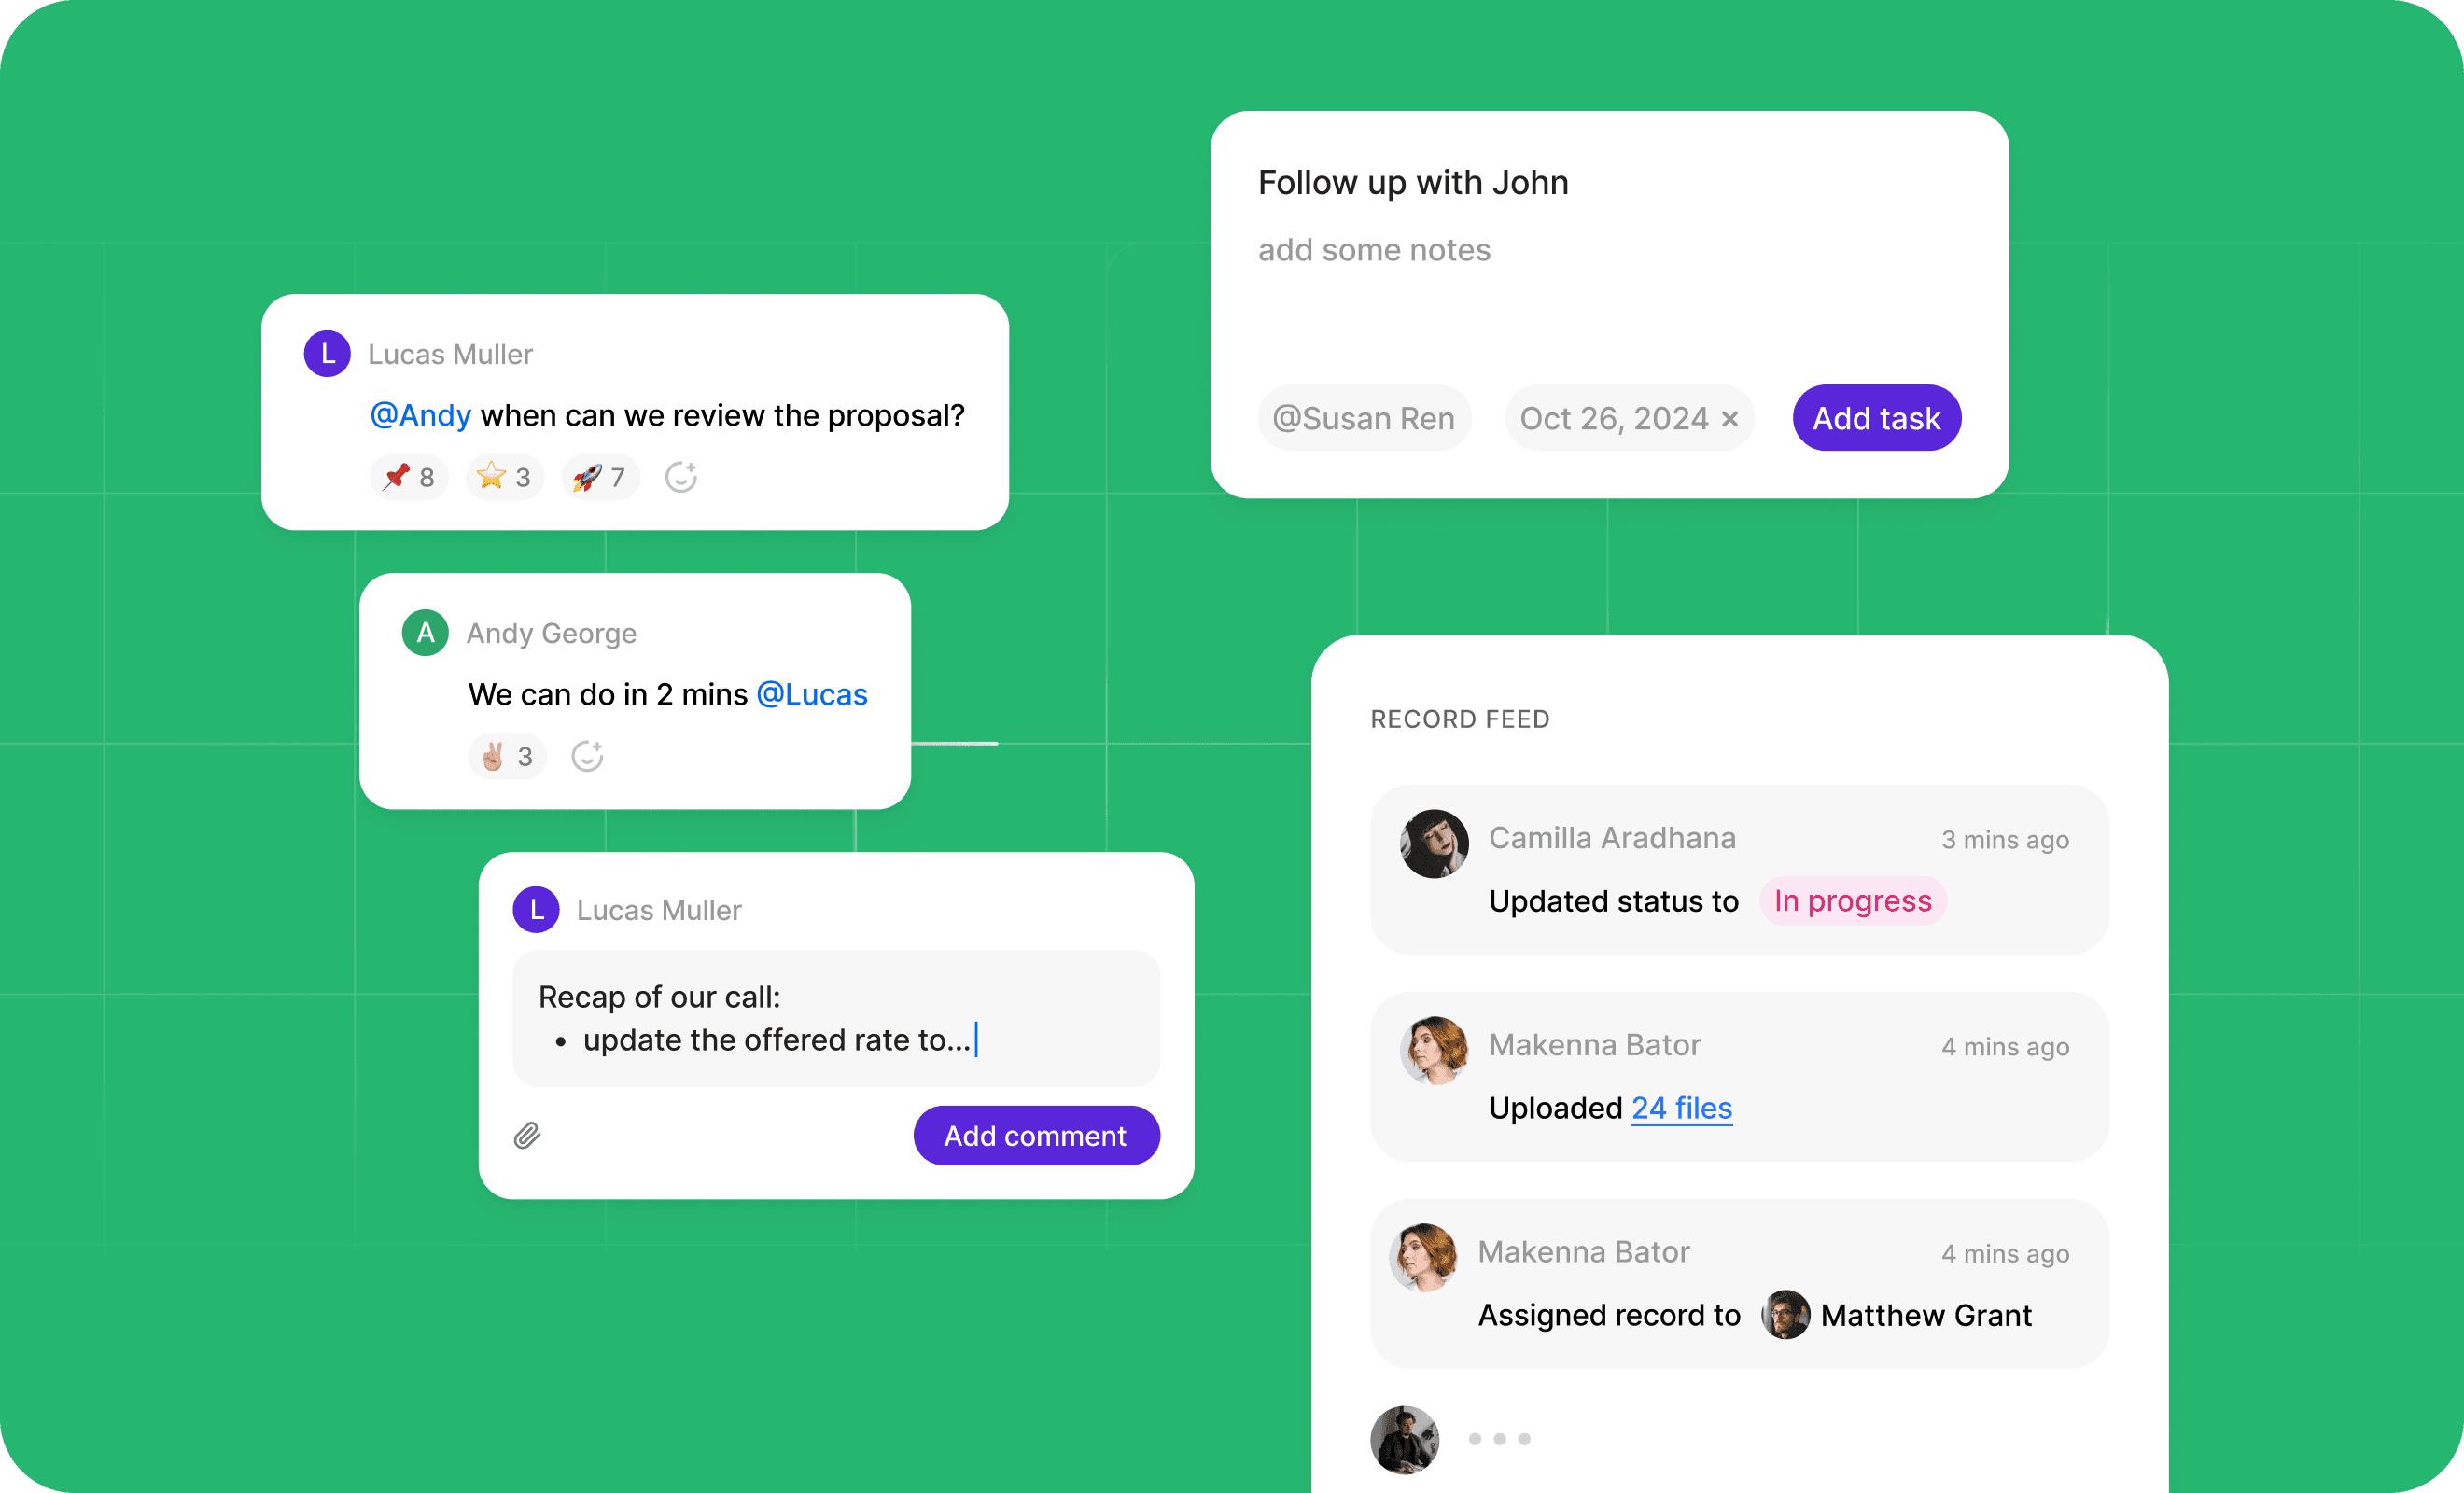 L Lucas Muller
@Andy when can we review the proposal?
8 3 7
A Andy George
We can do in 2 mins @Lucas
3
L Lucas Muller
Recap of our call:
• update the offered rate to...
Add comment
Follow up with John
add some notes
@Susan Ren Oct 26, 2024 × Add task
RECORD FEED
Camilla Aradhana 3 mins ago
Updated status to In progress
Makenna Bator 4 mins ago
Uploaded 24 files
Makenna Bator 4 mins ago
Assigned record to Matthew Grant